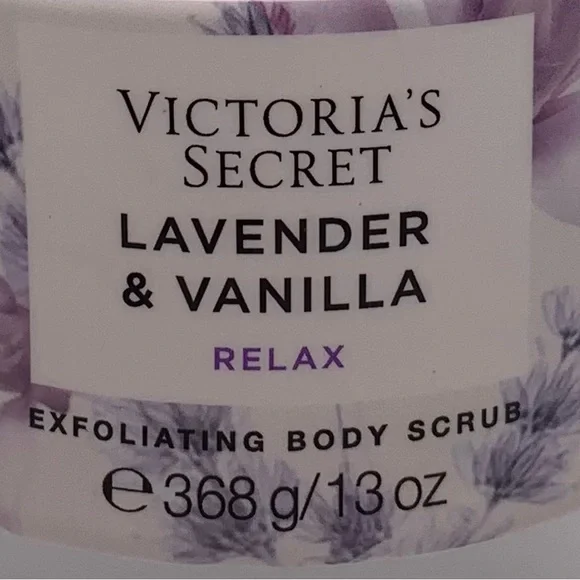 VICTORIA'S
SECRET
LAVENDER
& VANILLA
RELAX
EXFOLIATING BODY SCRUB
℮368 g/13 oz